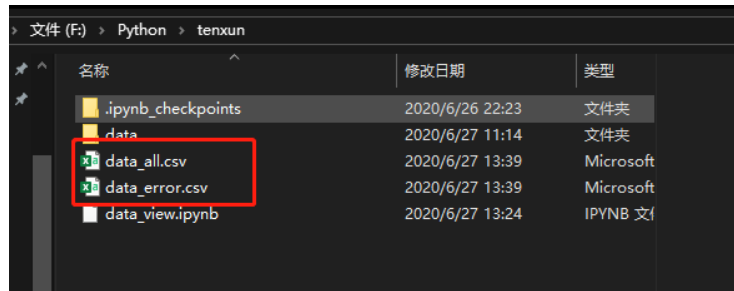 文件 (F:) > Python > tenxun
名称 修改日期 类型
.ipynb_checkpoints 2020/6/26 22:23 文件夹
data 2020/6/27 11:14 文件夹
data_all.csv 2020/6/27 13:39 Microsoft
data_error.csv 2020/6/27 13:39 Microsoft
data_view.ipynb 2020/6/27 13:24 IPYNB 文